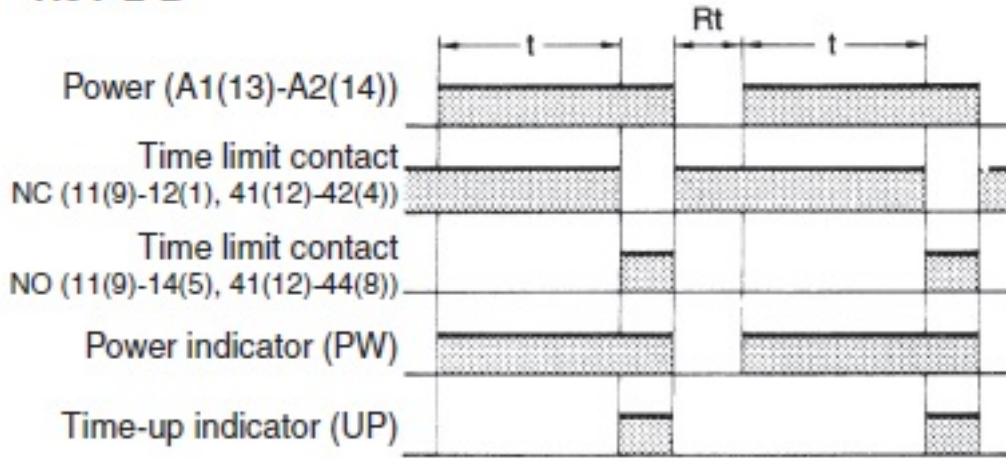 Rt
t
t
Power (A1(13)-A2(14))
Time limit contact
NC (11(9)-12(1), 41(12)-42(4))
Time limit contact
NO (11(9)-14(5), 41(12)-44(8))
Power indicator (PW)
Time-up indicator (UP)